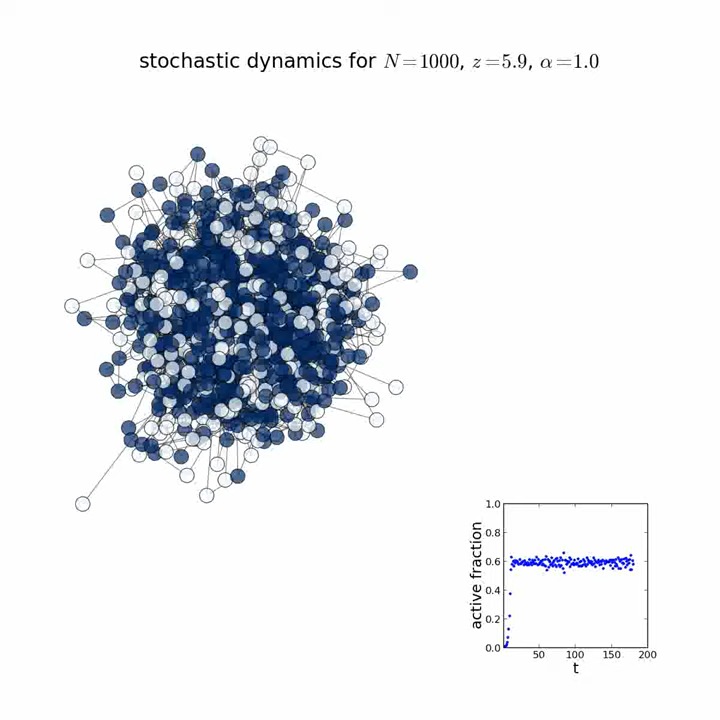 stochastic dynamics for N=1000, z=5.9, α=1.0
1.0
0.8
0.6
0.4
0.2
0.0
active fraction
50 100 150 200
t